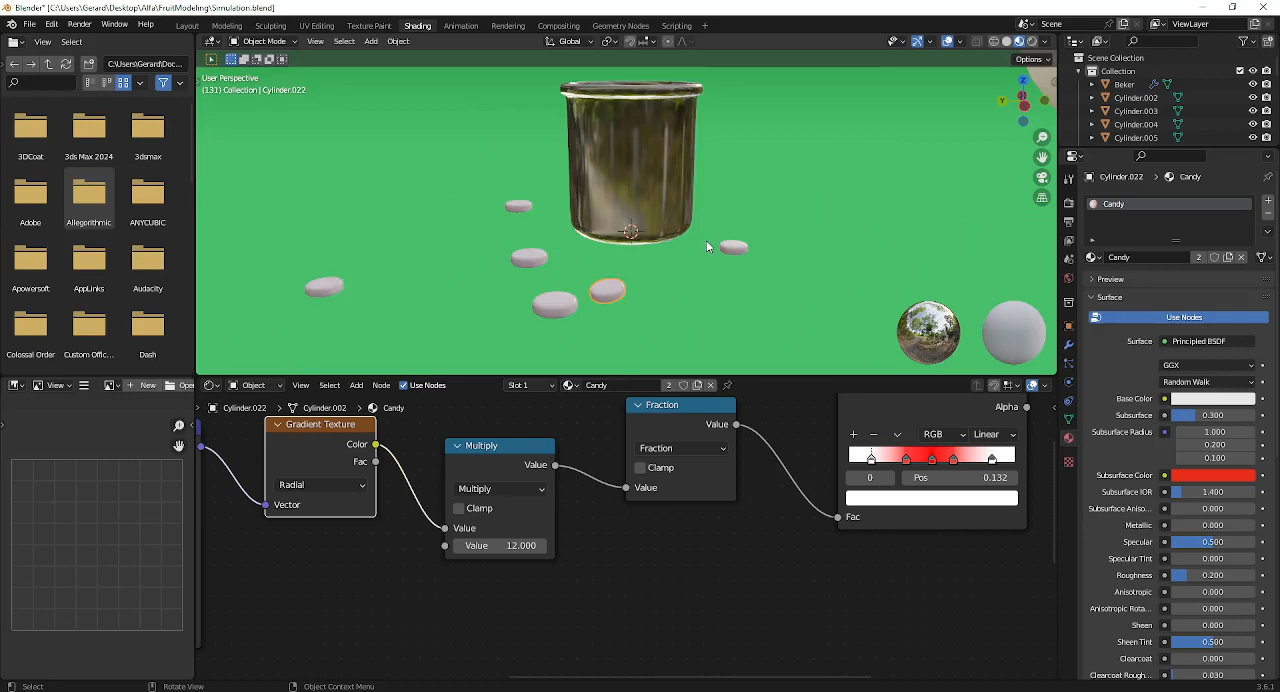 Blender* [C:\Users\Gerard\Desktop\Alfa\FruitModeling\Simulation.blend]
File Edit Render Window Help Layout Modeling Sculpting UV Editing Texture Paint Shading Animation Rendering Compositing Geometry Nodes Scripting + Scene ViewLayer
View Select Object Mode View Select Add Object Global
C:\Users\Gerard\Doc... Options
User Perspective
(131) Collection | Cylinder.022
Scene Collection
Collection
Beker
Cylinder.002
Cylinder.003
Cylinder.004
Cylinder.005
3DCoat 3ds Max 2024 3dsmax
Adobe Allegorithmic ANYCUBIC
Apowersoft AppLinks Audacity
Colossal Order Custom Offic... Dash
Z
Y
Cylinder.022 > Candy
Candy
Candy 2
Preview
Surface
Use Nodes
Surface Principled BSDF
GGX
Random Walk
Base Color
Subsurface 0.300
Subsurface Radius 1.000
0.200
0.100
Subsurface Color
Subsurface IOR 1.400
Subsurface Aniso... 0.000
Metallic 0.000
Specular 0.500
Specular Tint 0.000
Roughness 0.200
Anisotropic 0.000
Anisotropic Rota... 0.000
Sheen 0.000
Sheen Tint 0.500
Clearcoat 0.000
Clearcoat Rough... 0.030
View New Ope
Object View Select Add Node Use Nodes Slot 1 Candy 2
Cylinder.022 > Cylinder.002 > Candy
Gradient Texture
Color
Fac
Radial
Vector
Multiply
Value
Multiply
Clamp
Value
Value 12.000
Fraction
Value
Fraction
Clamp
Value
Alpha
+ − RGB Linear
0 Pos 0.132
Fac
Select Rotate View Object Context Menu 3.6.1